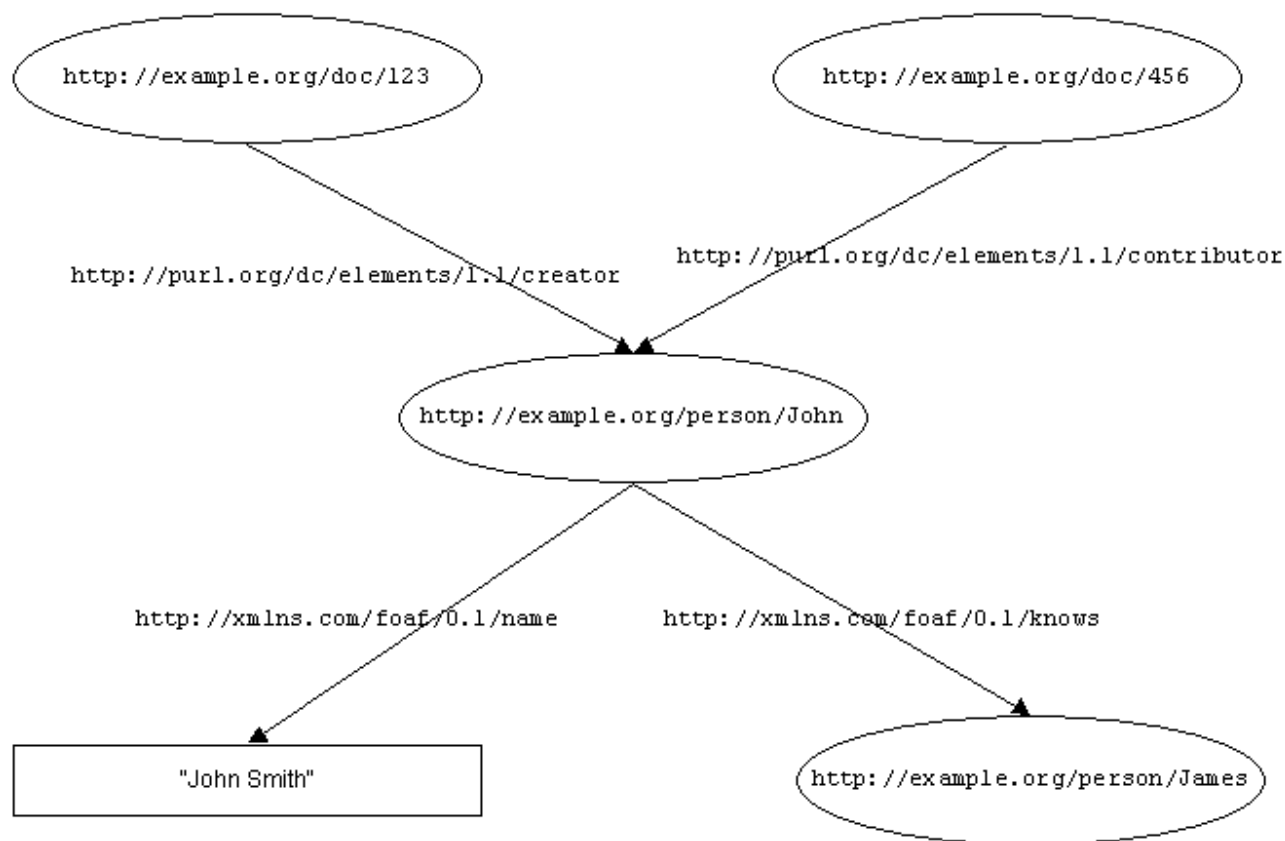 http://example.org/doc/123
http://example.org/doc/456
http://purl.org/dc/elements/1.1/creator
http://purl.org/dc/elements/1.1/contributor
http://example.org/person/John
http://xmlns.com/foaf/0.1/name
http://xmlns.com/foaf/0.1/knows
"John Smith"
http://example.org/person/James